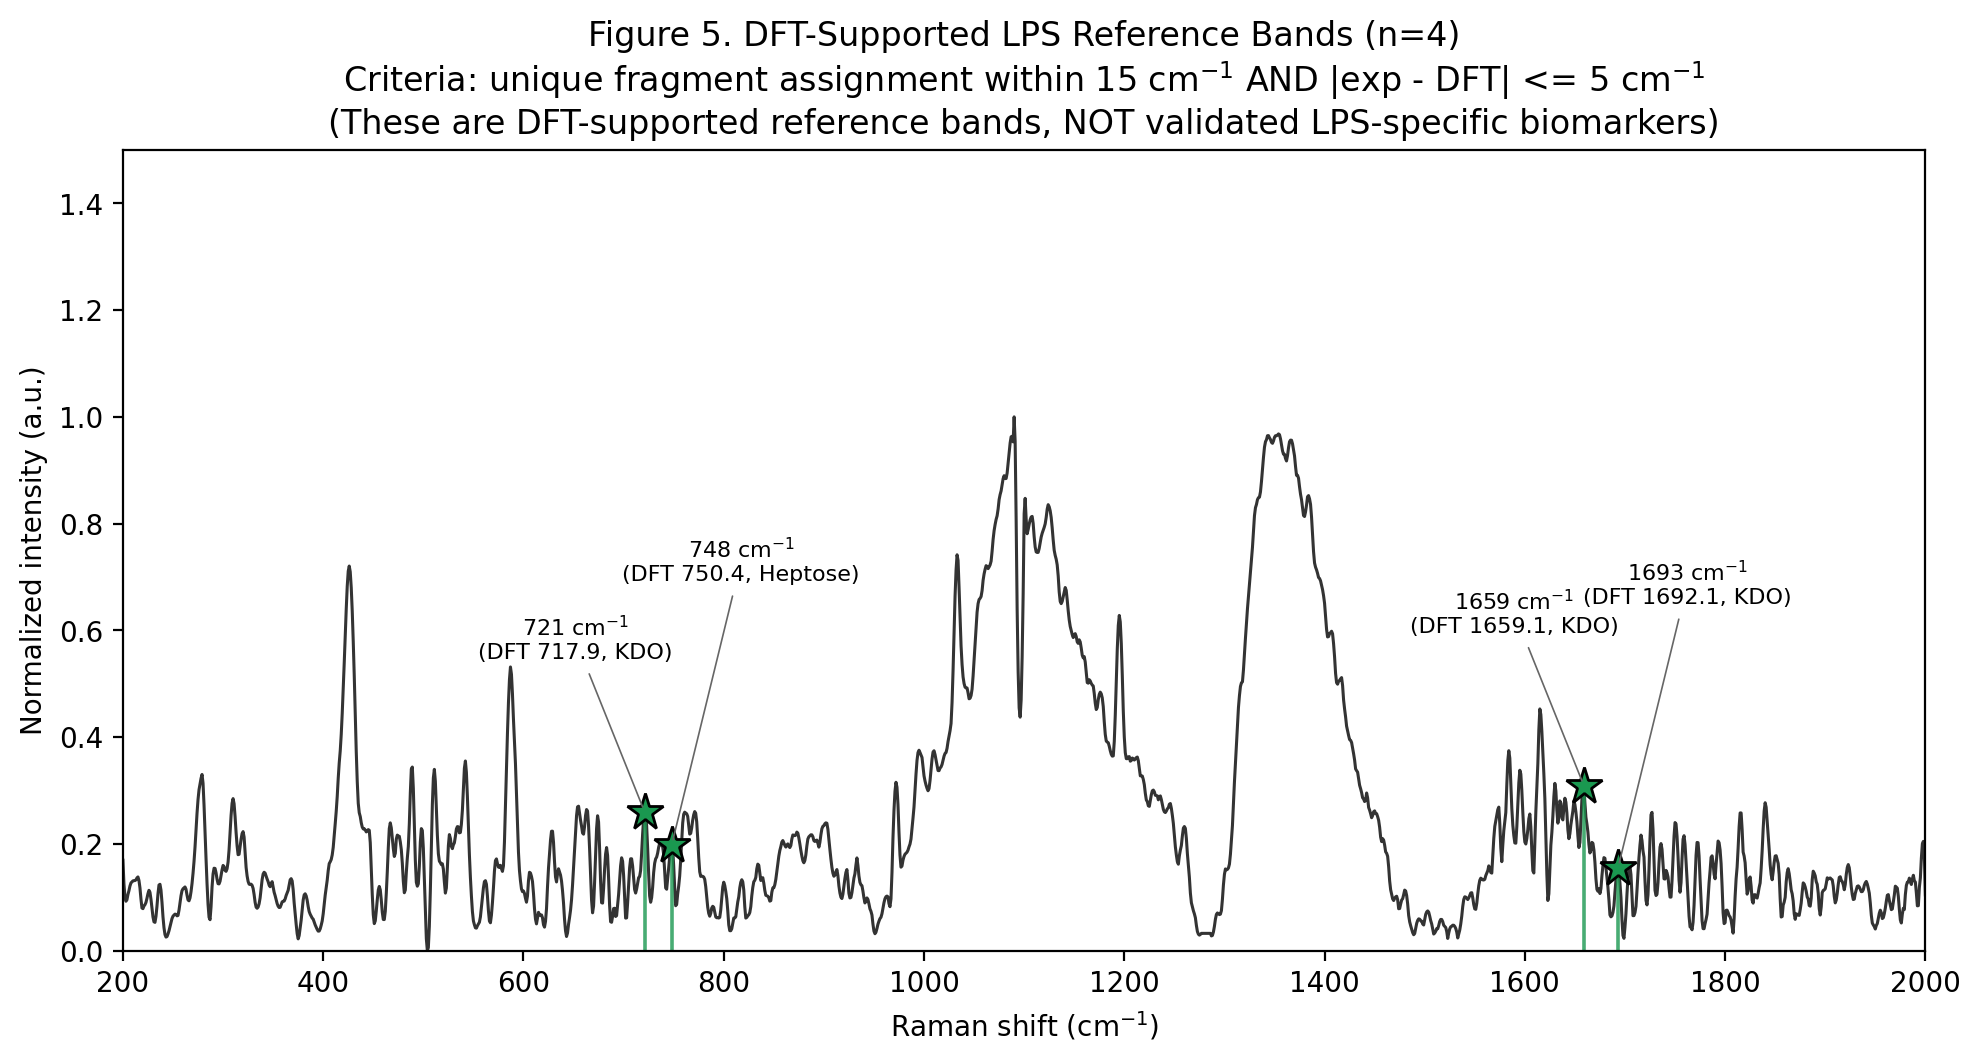 Figure 5. DFT-Supported LPS Reference Bands (n=4)
Criteria: unique fragment assignment within 15 cm⁻¹ AND |exp - DFT| <= 5 cm⁻¹
(These are DFT-supported reference bands, NOT validated LPS-specific biomarkers)
Normalized intensity (a.u.)
1.4
1.2
1.0
0.8
0.6
0.4
0.2
0.0
748 cm⁻¹
(DFT 750.4, Heptose)
721 cm⁻¹
(DFT 717.9, KDO)
1659 cm⁻¹
(DFT 1659.1, KDO)
1693 cm⁻¹
(DFT 1692.1, KDO)
200 400 600 800 1000 1200 1400 1600 1800 2000
Raman shift (cm⁻¹)